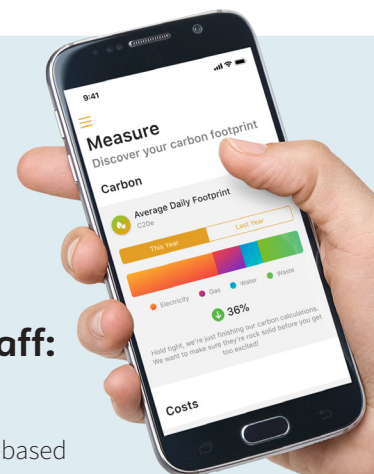 9:41
Measure
Discover your carbon footprint
Carbon
Average Daily Footprint
C20e
This Year
Last Year
Electricity
Gas
Water
Waste
36%
Hold tight, we're just finishing our carbon calculations.
We want to make sure they're rock solid before you get
too excited!
Costs
aff:
based